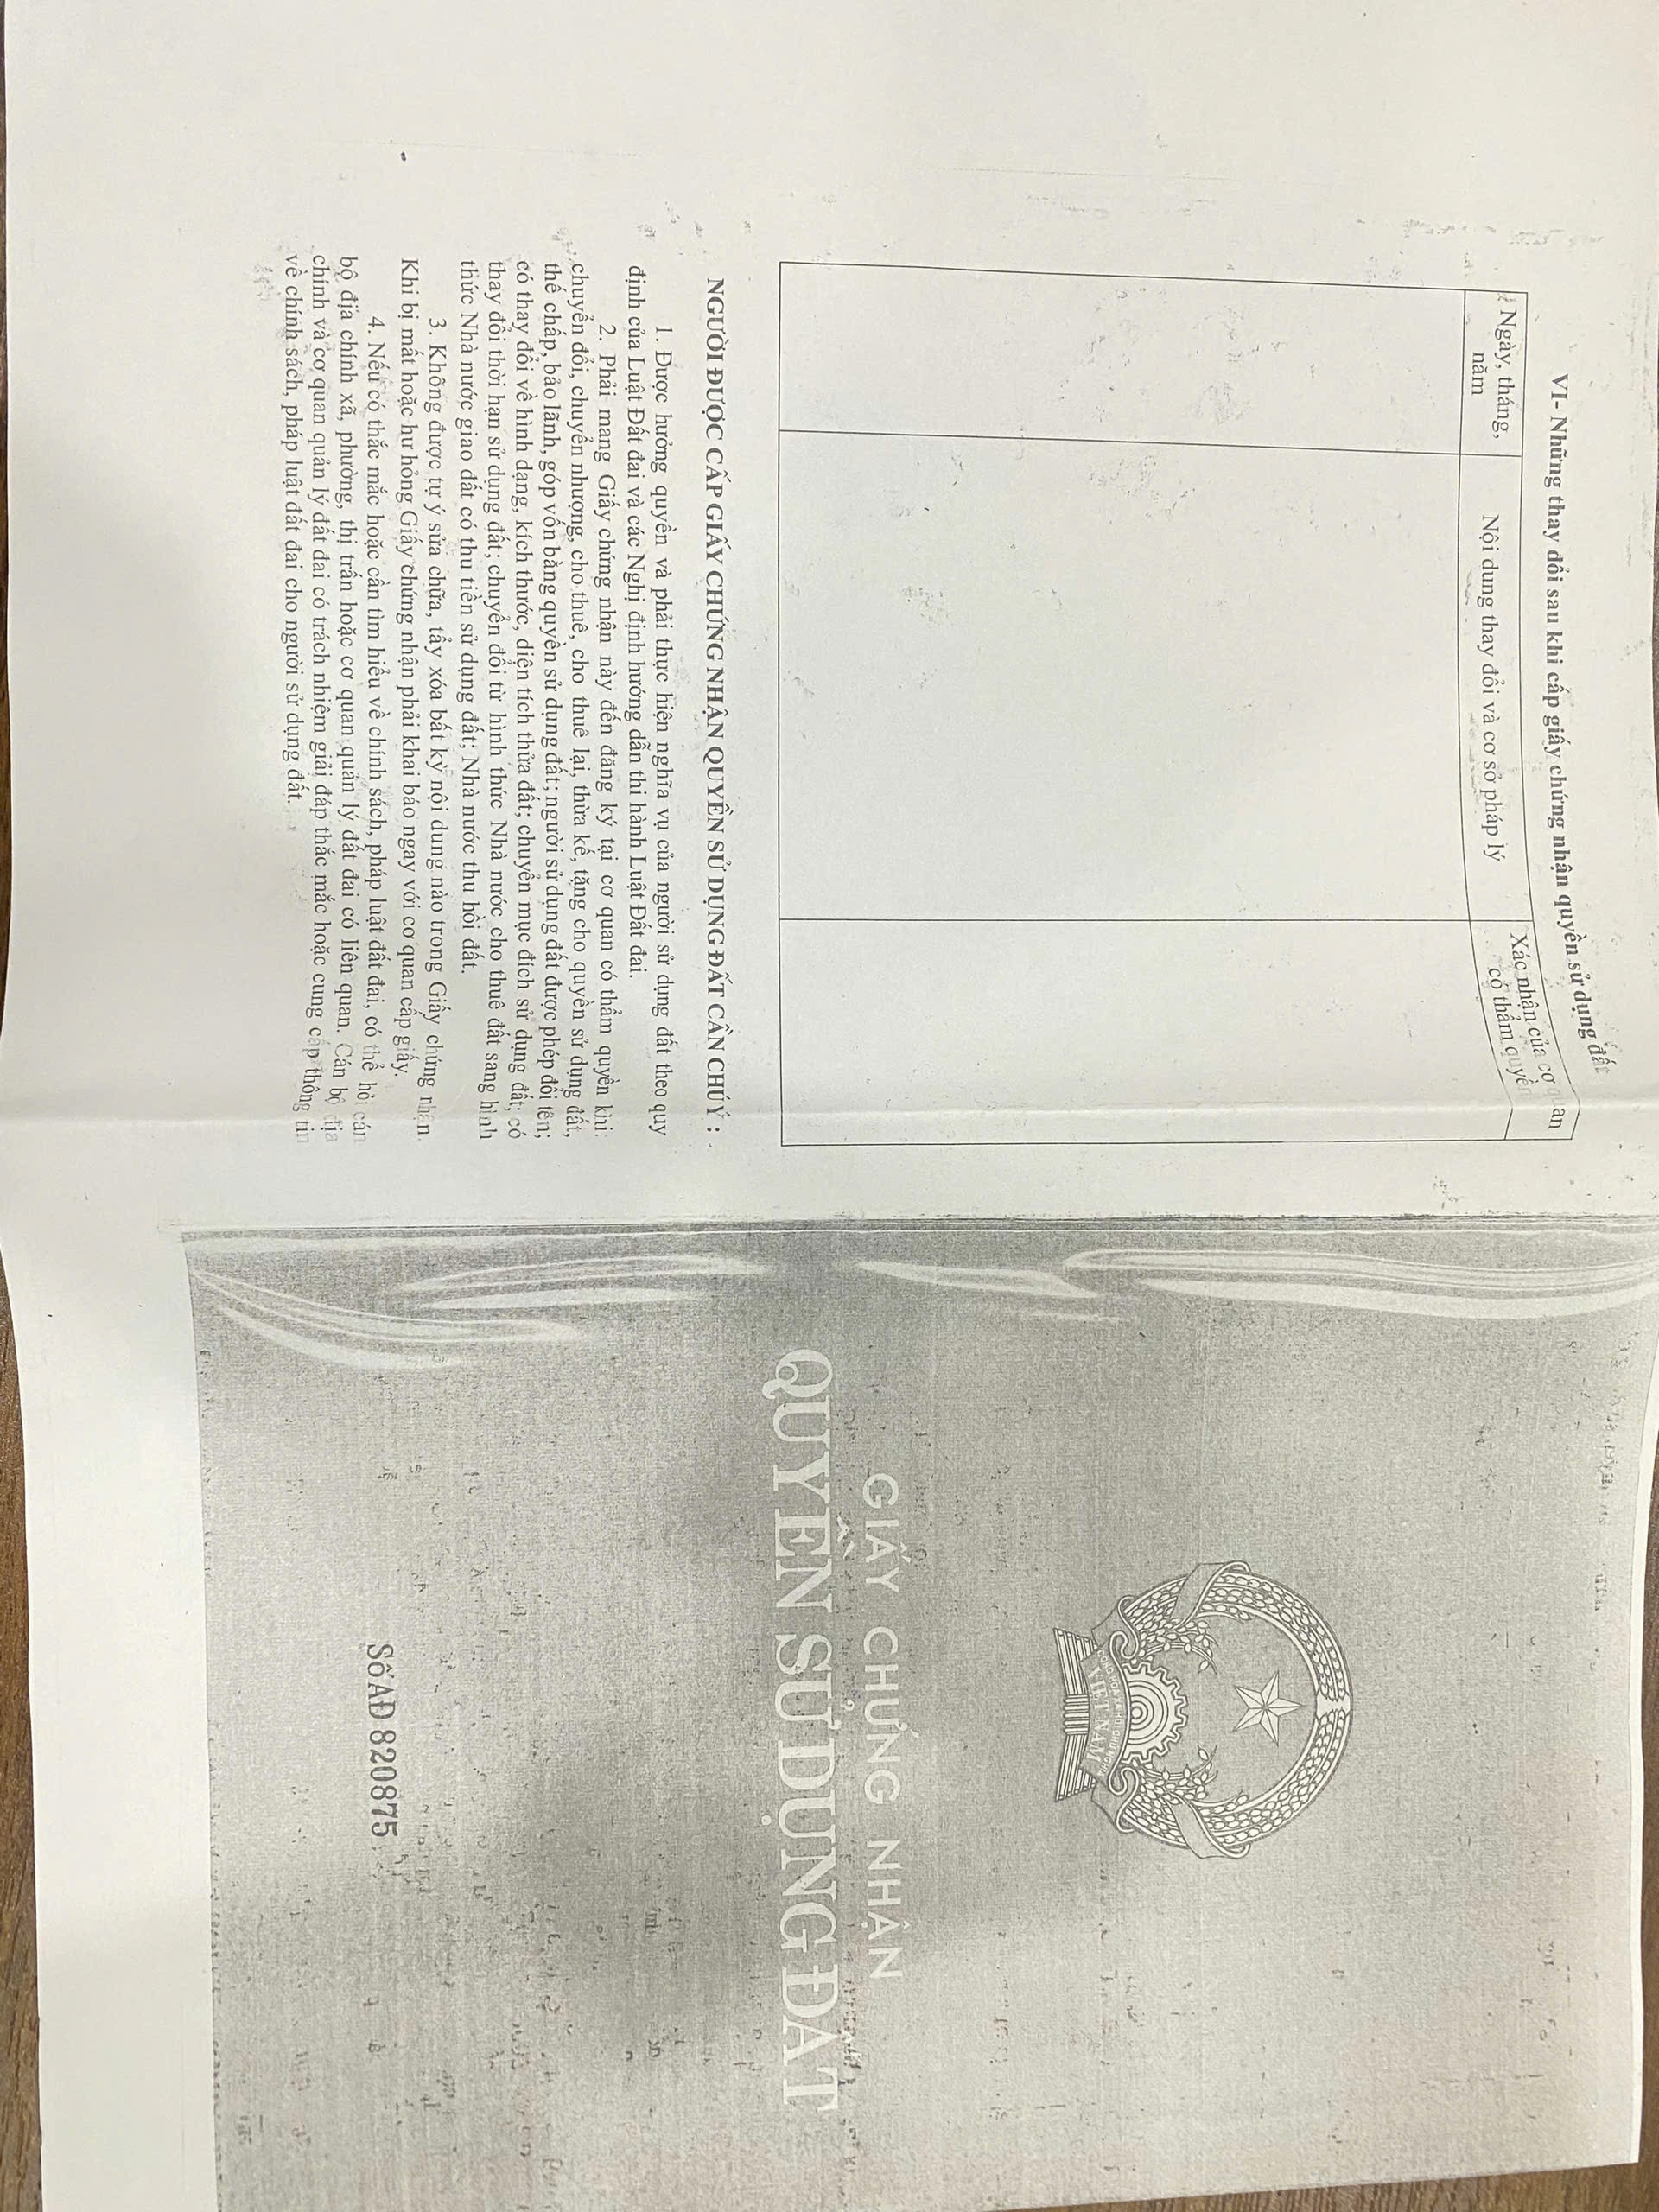 VI- Những thay đổi sau khi cấp giấy chứng nhận quyền sử dụng đất
Ngày, tháng,
năm
Nội dung thay đổi và cơ sở pháp lý
Xác nhận của cơ quan
có thẩm quyền
NGƯỜI ĐƯỢC CẤP GIẤY CHỨNG NHẬN QUYỀN SỬ DỤNG ĐẤT CẦN CHÚ Ý :
1. Được hưởng quyền và phải thực hiện nghĩa vụ của người sử dụng đất theo quy
định của Luật Đất đai và các Nghị định hướng dẫn thi hành Luật Đất đai.
2. Phải mang Giấy chứng nhận này đến đăng ký tại cơ quan có thẩm quyền khi:
chuyển đổi, chuyển nhượng, cho thuê, cho thuê lại, thừa kế, tặng cho quyền sử dụng đất,
thế chấp, bảo lãnh, góp vốn bằng quyền sử dụng đất; người sử dụng đất được phép đổi tên;
có thay đổi về hình dạng, kích thước, diện tích thửa đất; chuyển mục đích sử dụng đất; có
thay đổi thời hạn sử dụng đất; chuyển đổi từ hình thức Nhà nước cho thuê đất sang hình
thức Nhà nước giao đất có thu tiền sử dụng đất; Nhà nước thu hồi đất.
3. Không được tự ý sửa chữa, tẩy xóa bất kỳ nội dung nào trong Giấy chứng nhận.
Khi bị mất hoặc hư hỏng Giấy chứng nhận phải khai báo ngay với cơ quan cấp giấy.
4. Nếu có thắc mắc hoặc cần tìm hiểu về chính sách, pháp luật đất đai, có thể hỏi cán
bộ địa chính xã, phường, thị trấn hoặc cơ quan quản lý đất đai có liên quan. Cán bộ địa
chính và cơ quan quản lý đất đai có trách nhiệm giải đáp thắc mắc hoặc cung cấp thông tin
về chính sách, pháp luật đất đai cho người sử dụng đất.
VIỆT NAM
GIẤY CHỨNG NHẬN
QUYỀN SỬ DỤNG ĐẤT
Số AĐ 820875